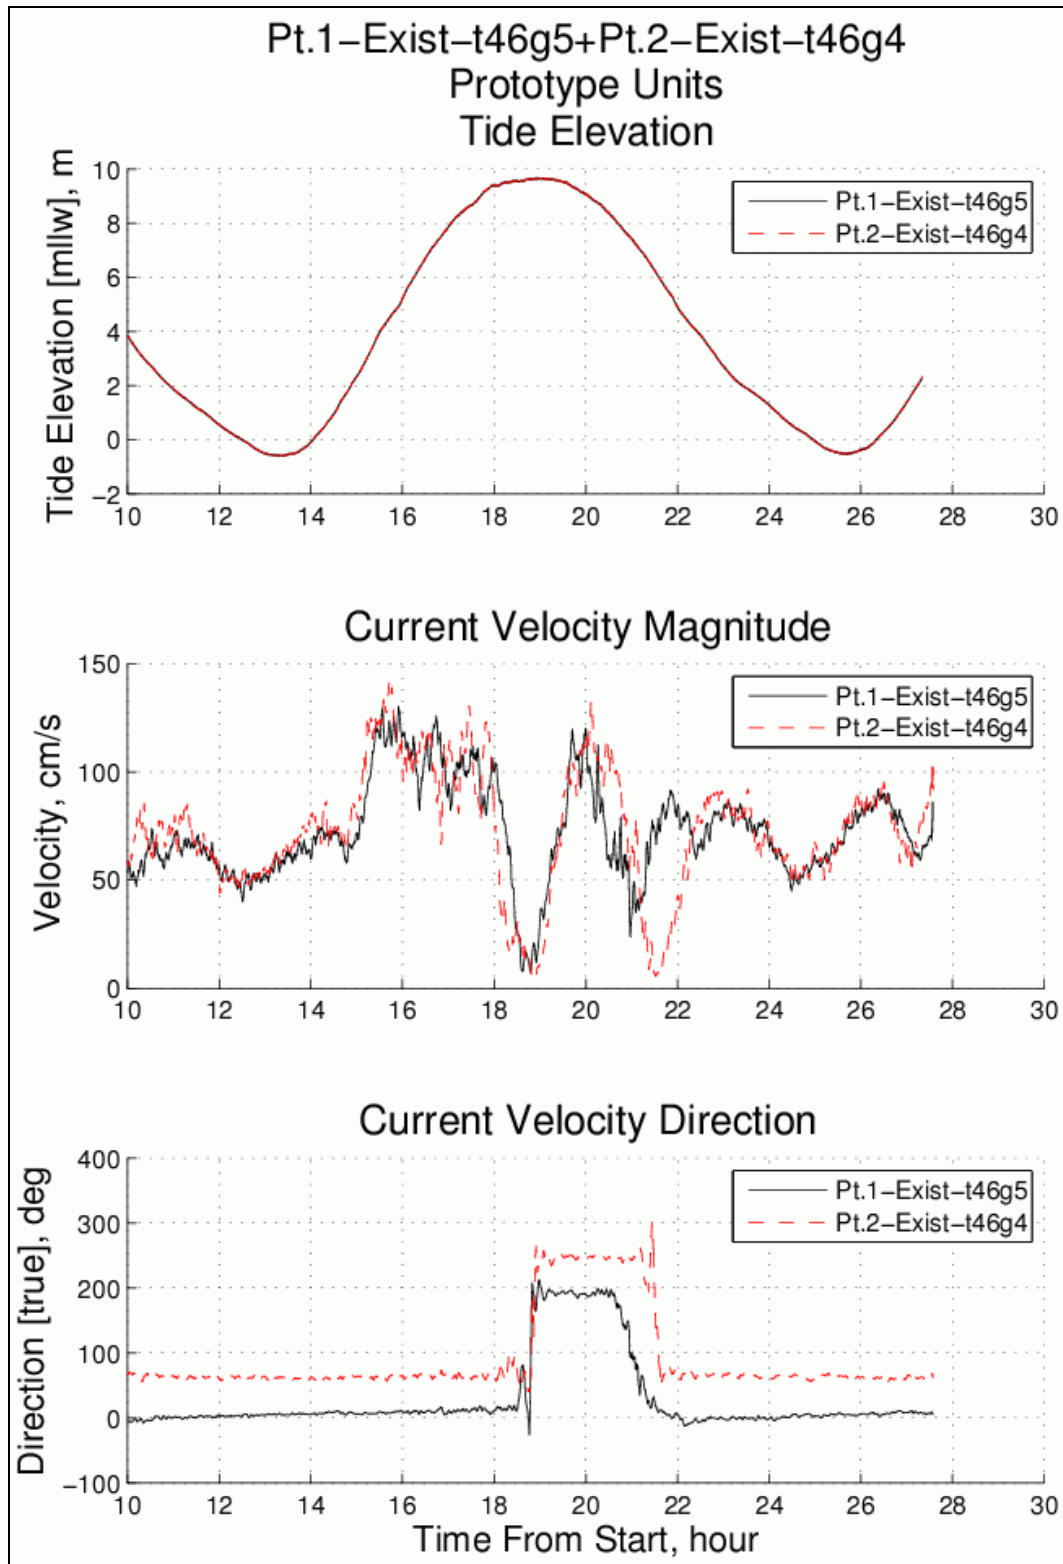 Pt.1−Exist−t46g5+Pt.2−Exist−t46g4
Prototype Units
Tide Elevation
Tide Elevation [mllw], m
10
8
6
4
2
0
−2
10 12 14 16 18 20 22 24 26 28 30
Pt.1−Exist−t46g5
Pt.2−Exist−t46g4
Current Velocity Magnitude
Velocity, cm/s
150
100
50
0
10 12 14 16 18 20 22 24 26 28 30
Pt.1−Exist−t46g5
Pt.2−Exist−t46g4
Current Velocity Direction
Direction [true], deg
400
300
200
100
0
−100
10 12 14 16 18 20 22 24 26 28 30
Pt.1−Exist−t46g5
Pt.2−Exist−t46g4
Time From Start, hour